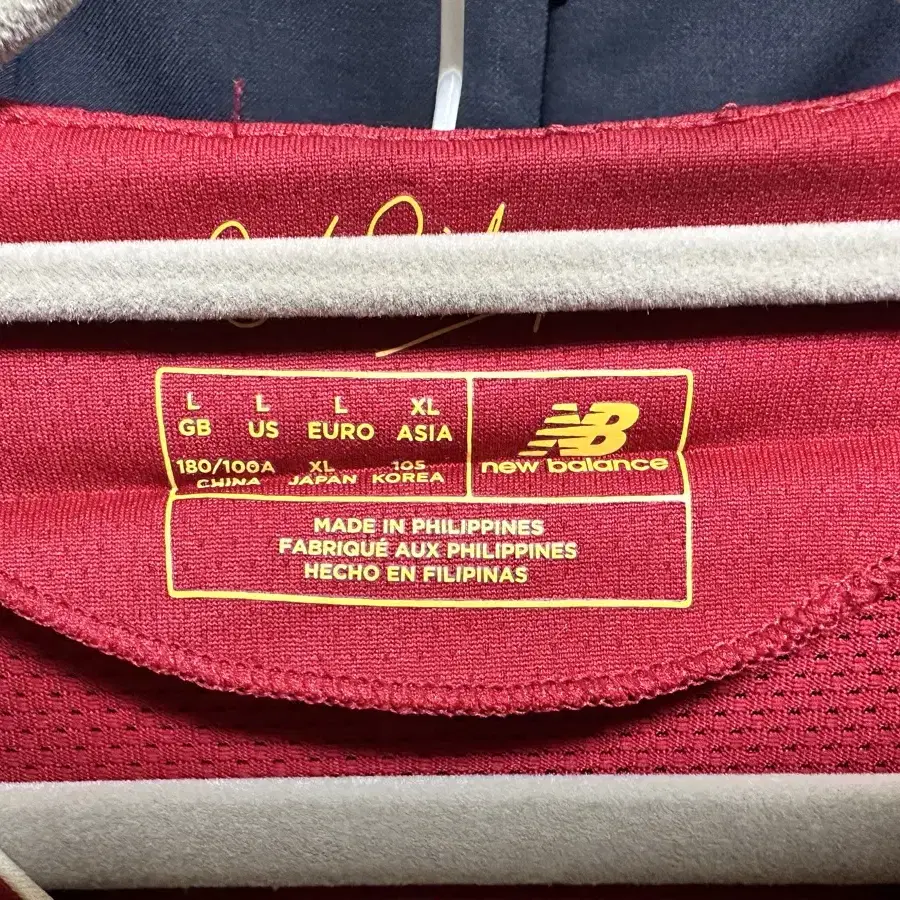 L L L XL
GB US EURO ASIA
180/100A XL 105
CHINA JAPAN KOREA
NB
new balance
MADE IN PHILIPPINES
FABRIQUÉ AUX PHILIPPINES
HECHO EN FILIPINAS